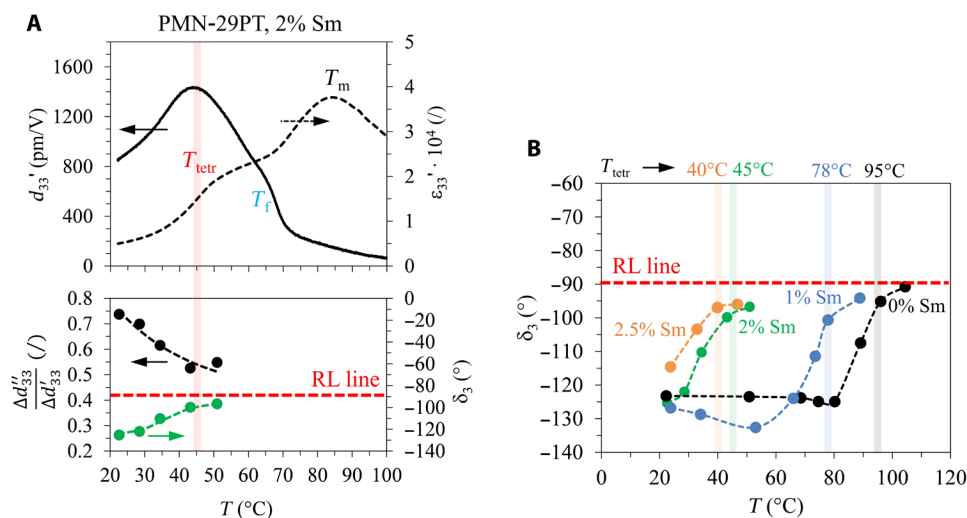 A
PMN-29PT, 2% Sm
1600
1200
800
400
0
d33' (pm/V)
5
4
3
2
1
0
ε33' · 10⁴ (/)
Tm
Ttetr
Tf
0.8
0.7
0.6
0.5
0.4
0.3
0.2
Δd33''/Δd33' (/)
0
−20
−40
−60
−80
−100
−120
−140
δ3 (°)
RL line
20 30 40 50 60 70 80 90 100
T (°C)
B
Ttetr
40°C 45°C 78°C 95°C
−60
−70
−80
−90
−100
−110
−120
−130
−140
δ3 (°)
RL line
1% Sm
0% Sm
2.5% Sm
2% Sm
0 20 40 60 80 100 120
T (°C)